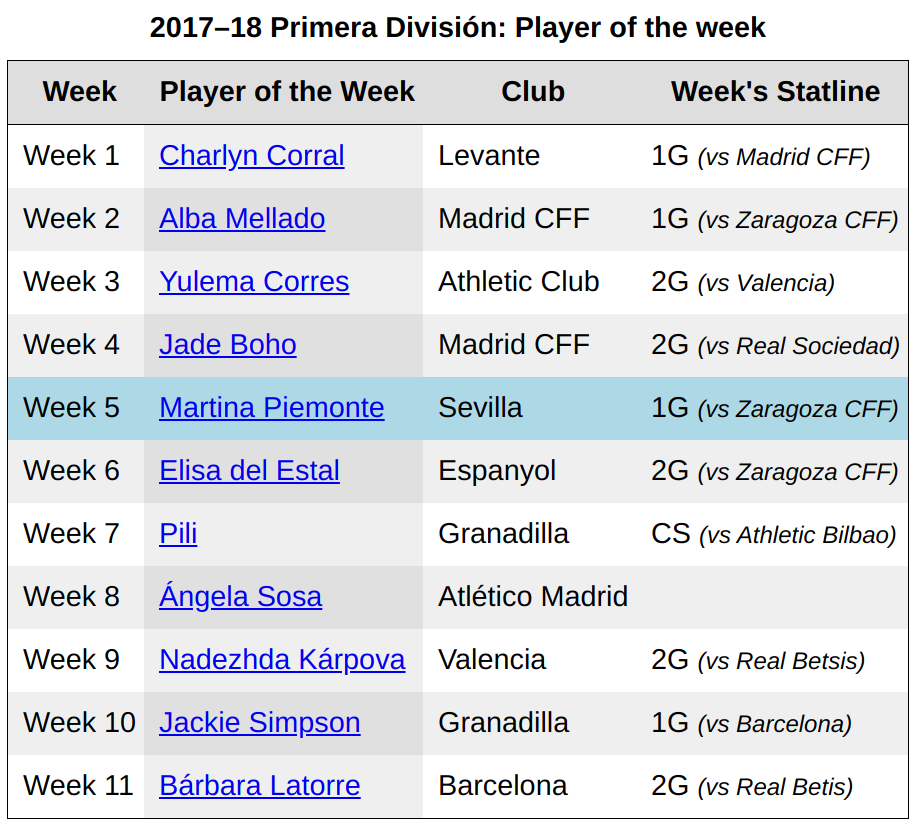 2017–18 Primera División: Player of the week
Week Player of the Week Club Week's Statline
Week 1 Charlyn Corral Levante 1G (vs Madrid CFF)
Week 2 Alba Mellado Madrid CFF 1G (vs Zaragoza CFF)
Week 3 Yulema Corres Athletic Club 2G (vs Valencia)
Week 4 Jade Boho Madrid CFF 2G (vs Real Sociedad)
Week 5 Martina Piemonte Sevilla 1G (vs Zaragoza CFF)
Week 6 Elisa del Estal Espanyol 2G (vs Zaragoza CFF)
Week 7 Pili Granadilla CS (vs Athletic Bilbao)
Week 8 Ángela Sosa Atlético Madrid
Week 9 Nadezhda Kárpova Valencia 2G (vs Real Betsis)
Week 10 Jackie Simpson Granadilla 1G (vs Barcelona)
Week 11 Bárbara Latorre Barcelona 2G (vs Real Betis)